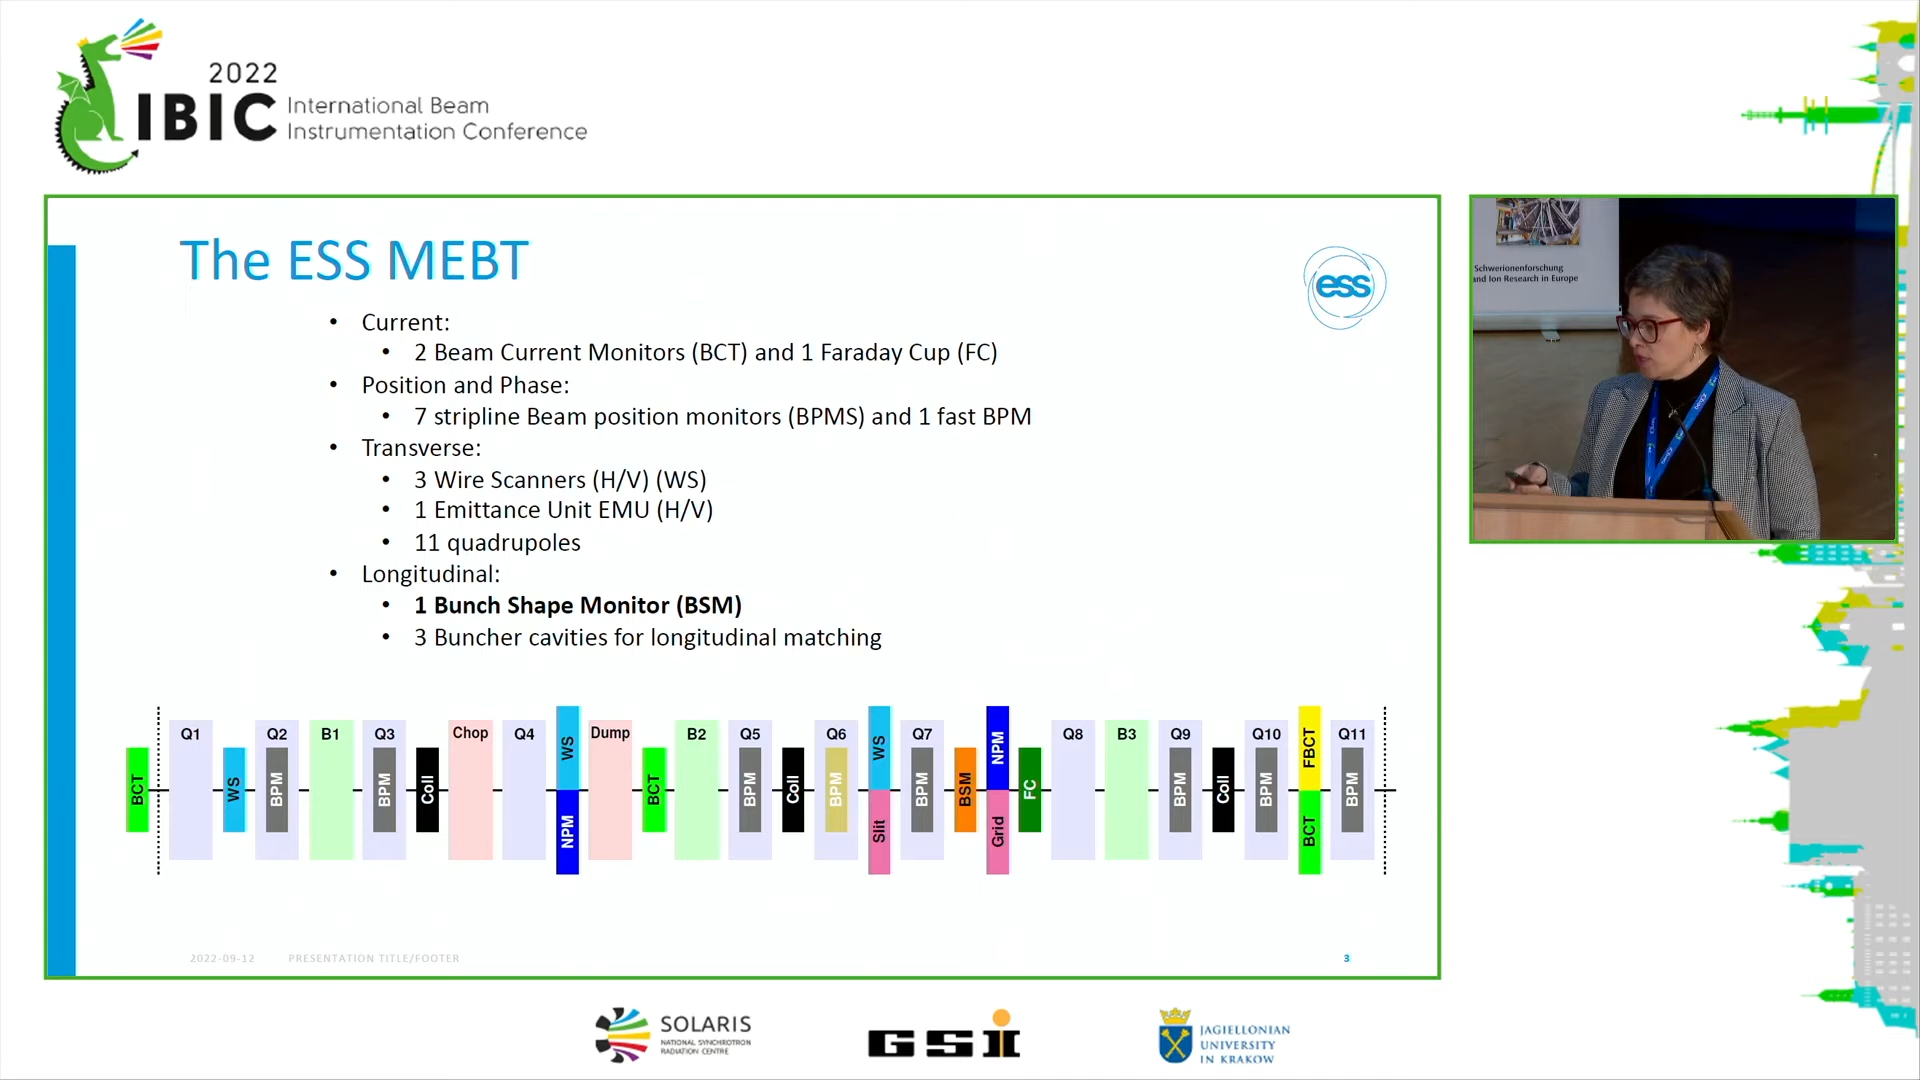 2022
IBIC International Beam
Instrumentation Conference
The ESS MEBT
ess
• Current:
• 2 Beam Current Monitors (BCT) and 1 Faraday Cup (FC)
• Position and Phase:
• 7 stripline Beam position monitors (BPMS) and 1 fast BPM
• Transverse:
• 3 Wire Scanners (H/V) (WS)
• 1 Emittance Unit EMU (H/V)
• 11 quadrupoles
• Longitudinal:
• 1 Bunch Shape Monitor (BSM)
• 3 Buncher cavities for longitudinal matching
BCT Q1 WS Q2 BPM B1 Q3 BPM Coll Chop Q4 WS NPM Dump BCT B2 Q5 BPM Coll Q6 BPM WS Slit Q7 BPM BSM NPM Grid FC Q8 B3 Q9 BPM Coll Q10 BPM FBCT BCT Q11 BPM
2022-09-12 PRESENTATION TITLE/FOOTER 3
Schwerionenforschung
and Ion Research in Europe
SOLARIS
NATIONAL SYNCHROTRON
RADIATION CENTRE
GSI
JAGIELLONIAN
UNIVERSITY
IN KRAKOW